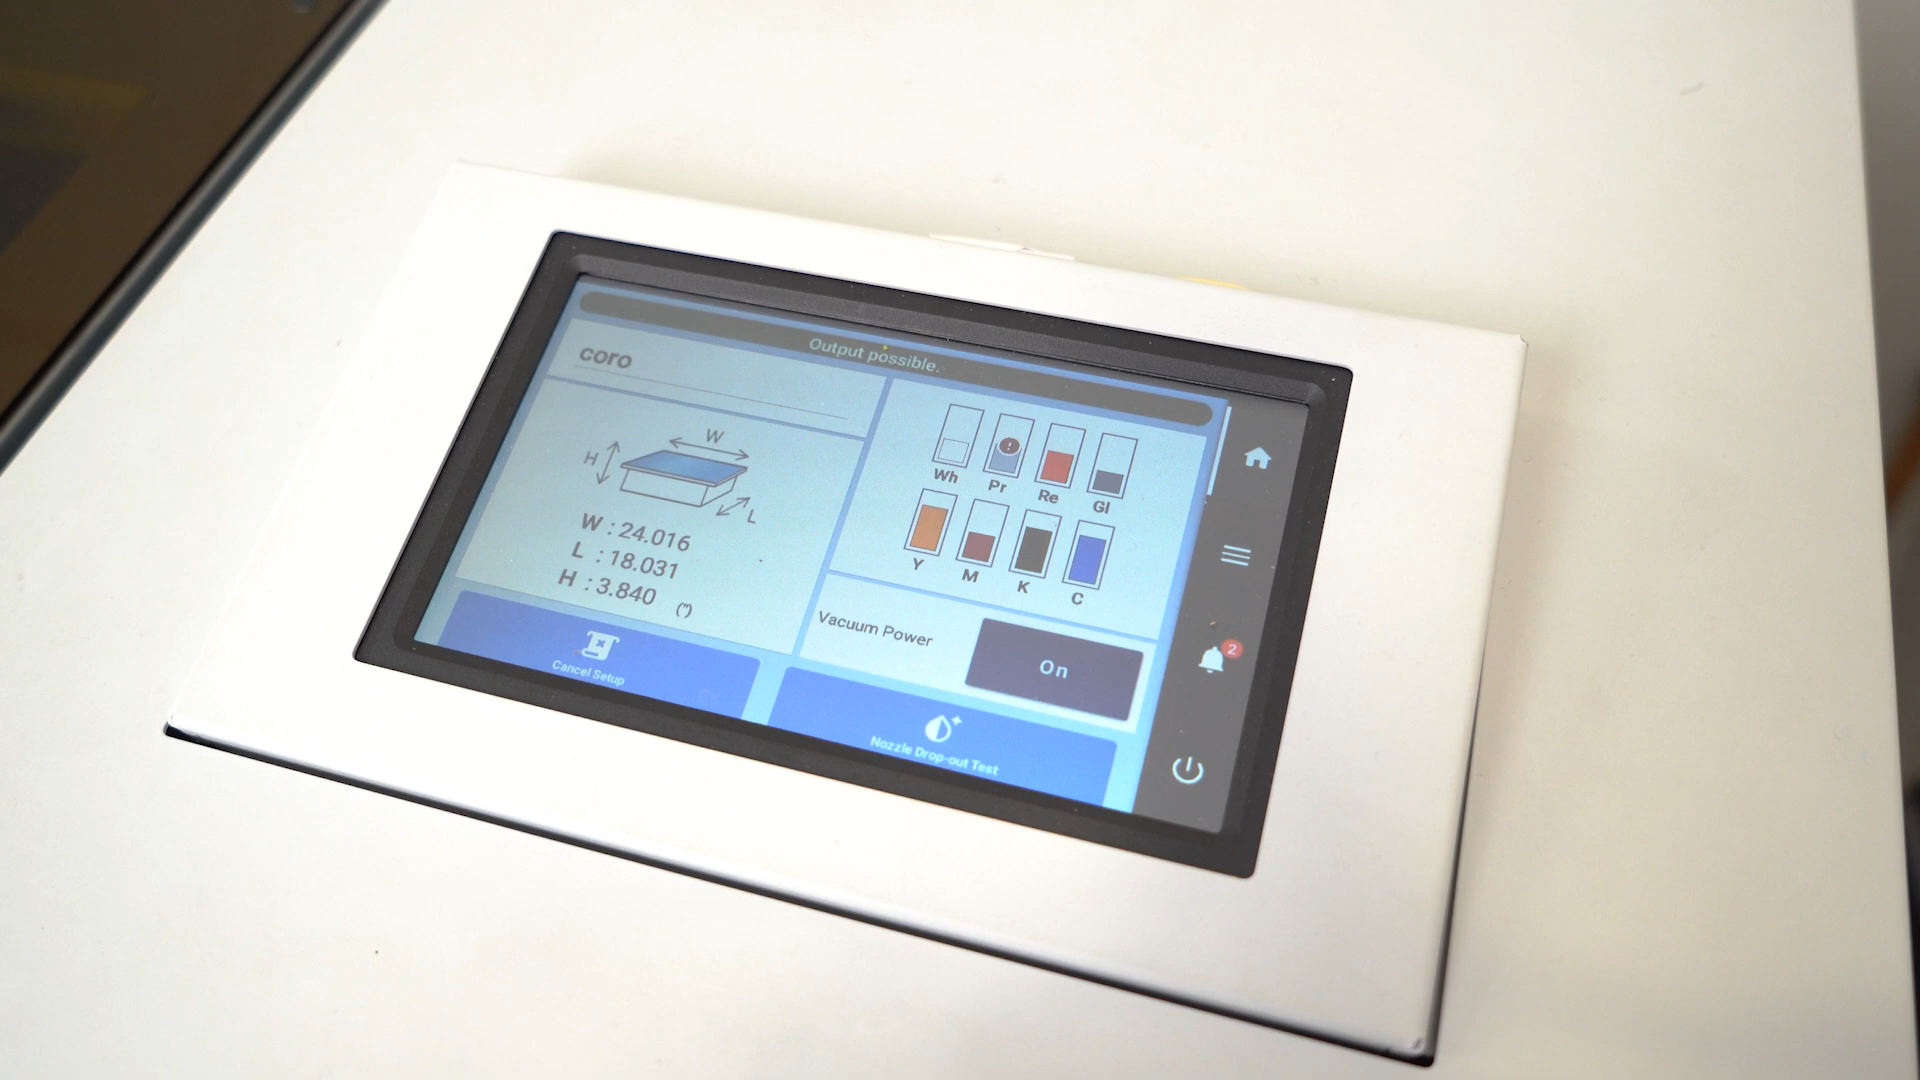 Output possible.
coro
W
H
L
W : 24.016
L : 18.031
H : 3.840 (")
Wh Pr Re Gl
Y M K C
Vacuum Power
On
2
Cancel Setup
Nozzle Drop-out Test